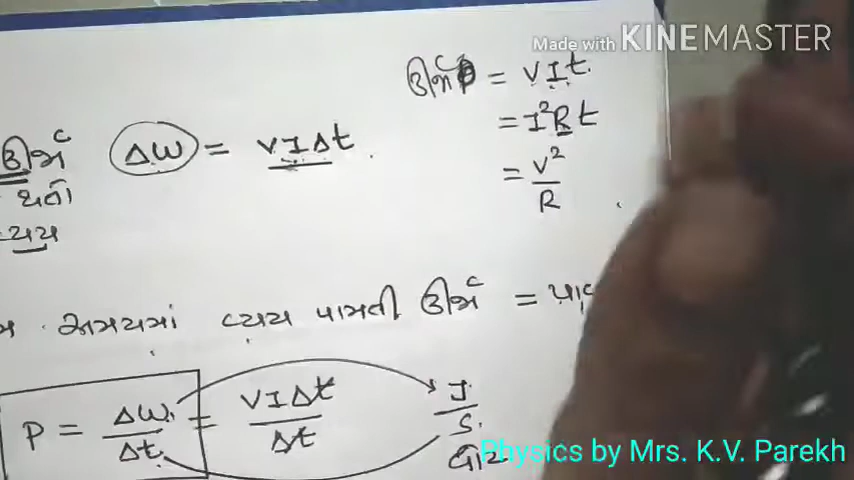 Made with KINEMASTER
ઊર્જા = VIt
= I²Rt
= V²/R
ઊર્જા ΔW = VIΔt
થતો
વ્યય
સમયમાં વ્યય પામતી ઊર્જા =
P = ΔW/Δt = VIΔt/Δt J/S
વોટ
Physics by Mrs. K.V. Parekh